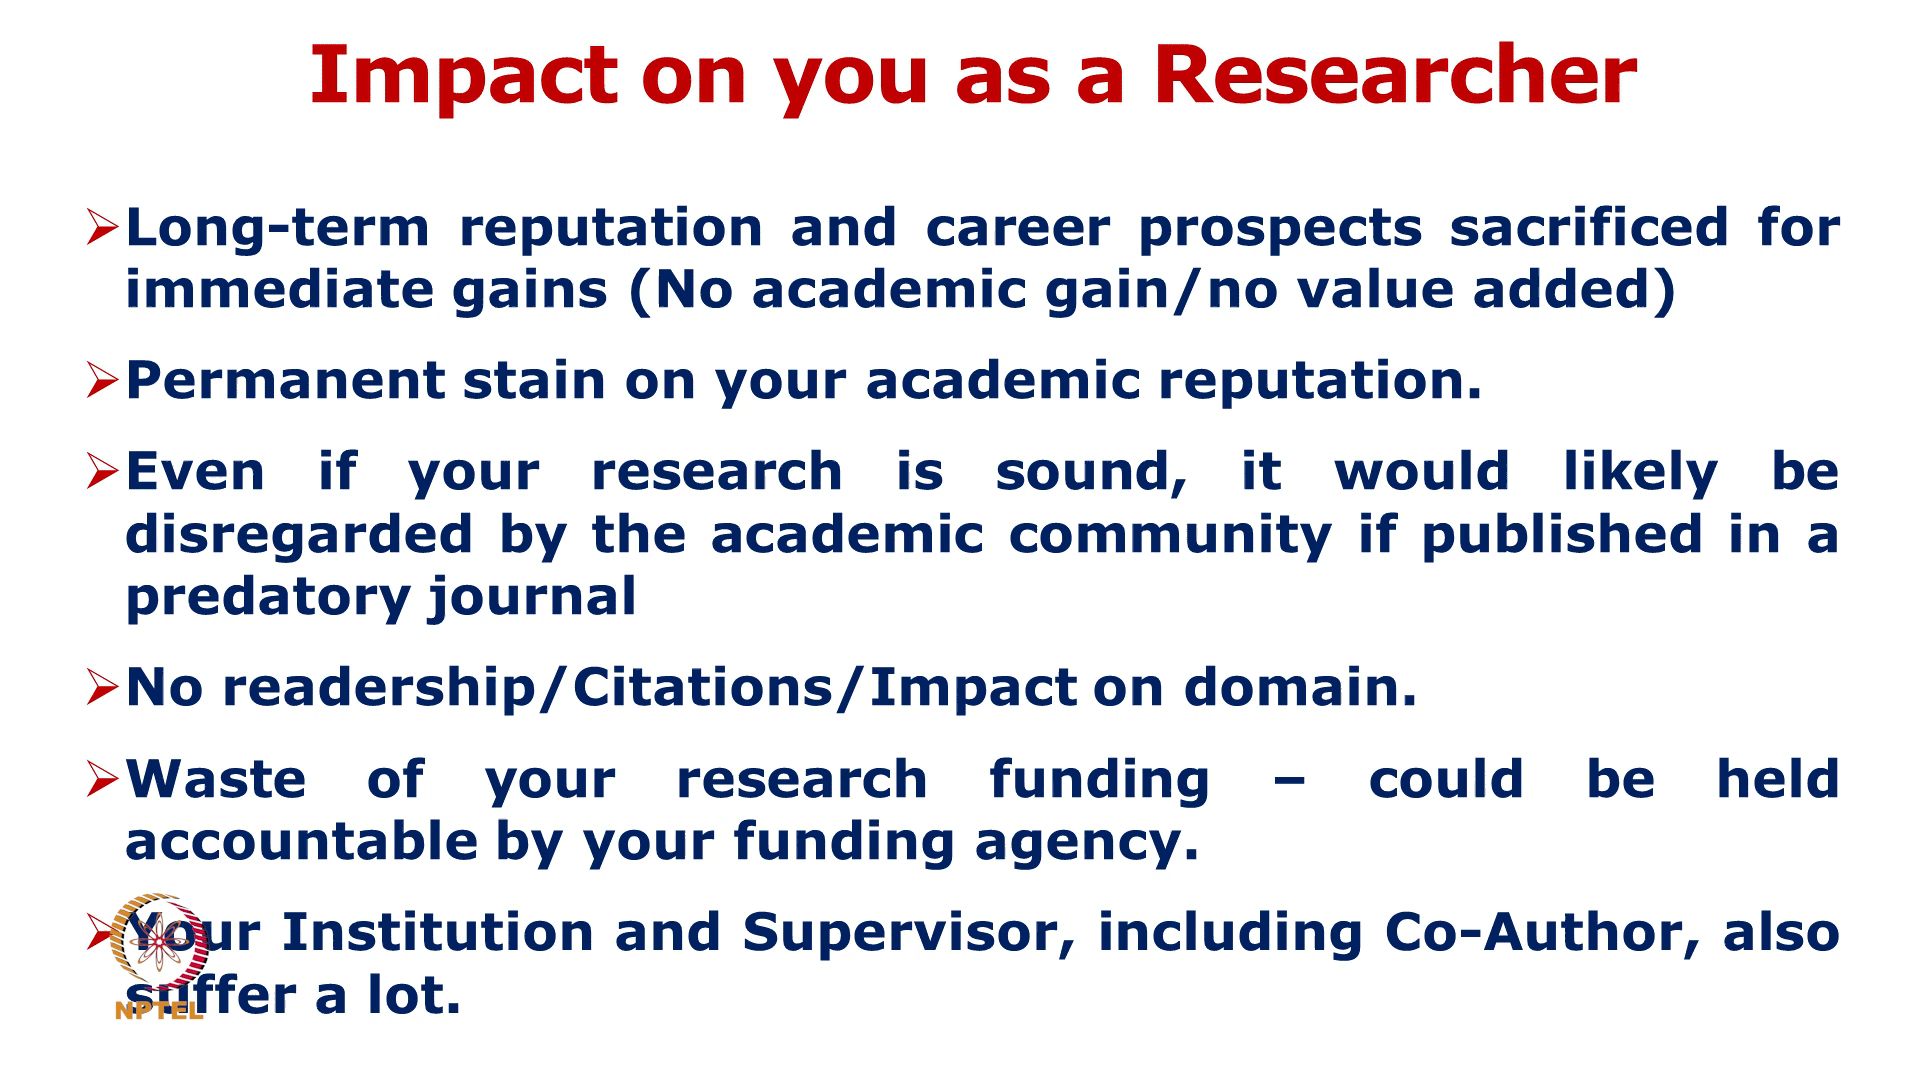 Impact on you as a Researcher
Long-term reputation and career prospects sacrificed for
immediate gains (No academic gain/no value added)
Permanent stain on your academic reputation.
Even if your research is sound, it would likely be
disregarded by the academic community if published in a
predatory journal
No readership/Citations/Impact on domain.
Waste of your research funding – could be held
accountable by your funding agency.
Your Institution and Supervisor, including Co-Author, also
suffer a lot.
NPTEL